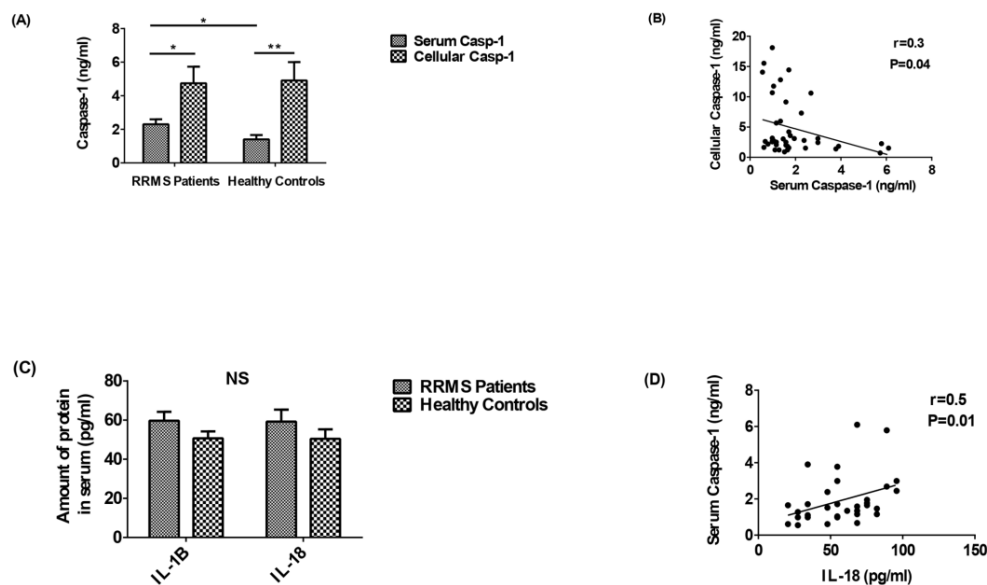 (A)
*
*
**
8
6
4
2
0
Caspase-1 (ng/ml)
RRMS Patients
Healthy Controls
Serum Casp-1
Cellular Casp-1
(B)
r=0.3
P=0.04
20
15
10
5
0
Cellular Caspase-1 (ng/ml)
0 2 4 6 8
Serum Caspase-1 (ng/ml)
(C)
NS
80
60
40
20
0
Amount of protein
in serum (pg/ml)
IL-1B
IL-18
RRMS Patients
Healthy Controls
(D)
r=0.5
P=0.01
8
6
4
2
0
Serum Caspase-1 (ng/ml)
0 50 100 150
IL-18 (pg/ml)